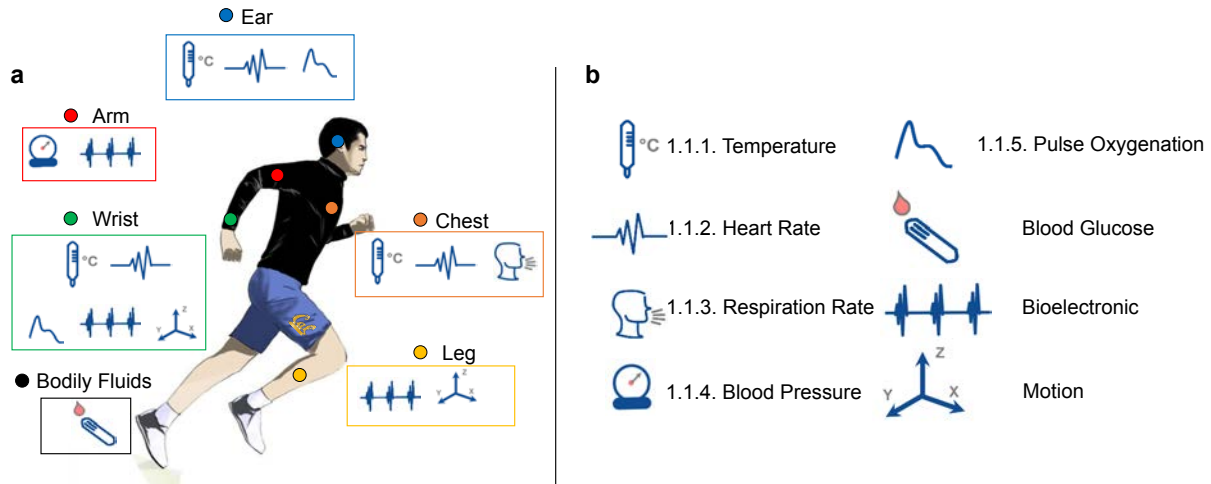 Ear
a
°C
Arm
Wrist
°C
Z
Y
X
Chest
°C
Leg
Z
Y
X
Bodily Fluids
Cal
b
°C
1.1.1. Temperature
1.1.5. Pulse Oxygenation
1.1.2. Heart Rate
Blood Glucose
1.1.3. Respiration Rate
Bioelectronic
1.1.4. Blood Pressure
Z
Y
X
Motion